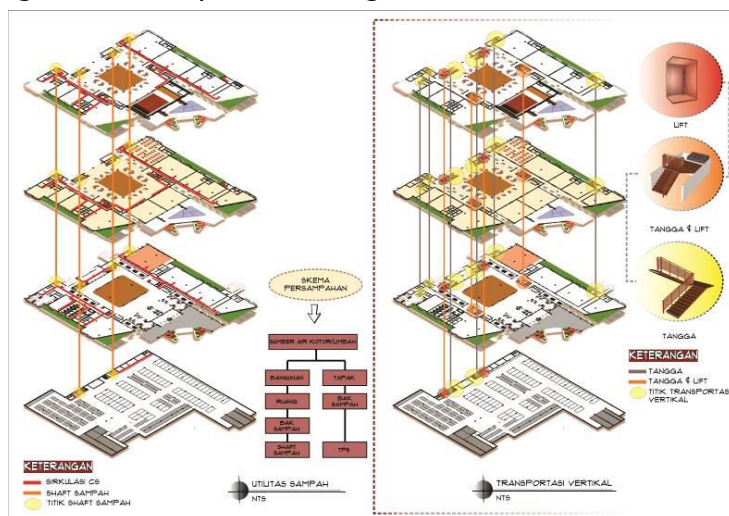 SKEMA
PERSAMPAHAN
SUMBER AIR KOTOR/LIMBAH
BANGUNAN
TAPAK
RUANG
BAK
SAMPAH
BAK
SAMPAH
SHAFT
SAMPAH
TPS
KETERANGAN
SIRKULASI CS
SHAFT SAMPAH
TITIK SHAFT SAMPAH
UTILITAS SAMPAH
NTS
LIFT
TANGGA & LIFT
TANGGA
KETERANGAN
TANGGA
TANGGA & LIFT
TITIK TRANSPORTASI
VERTIKAL
TRANSPORTASI VERTIKAL
NTS